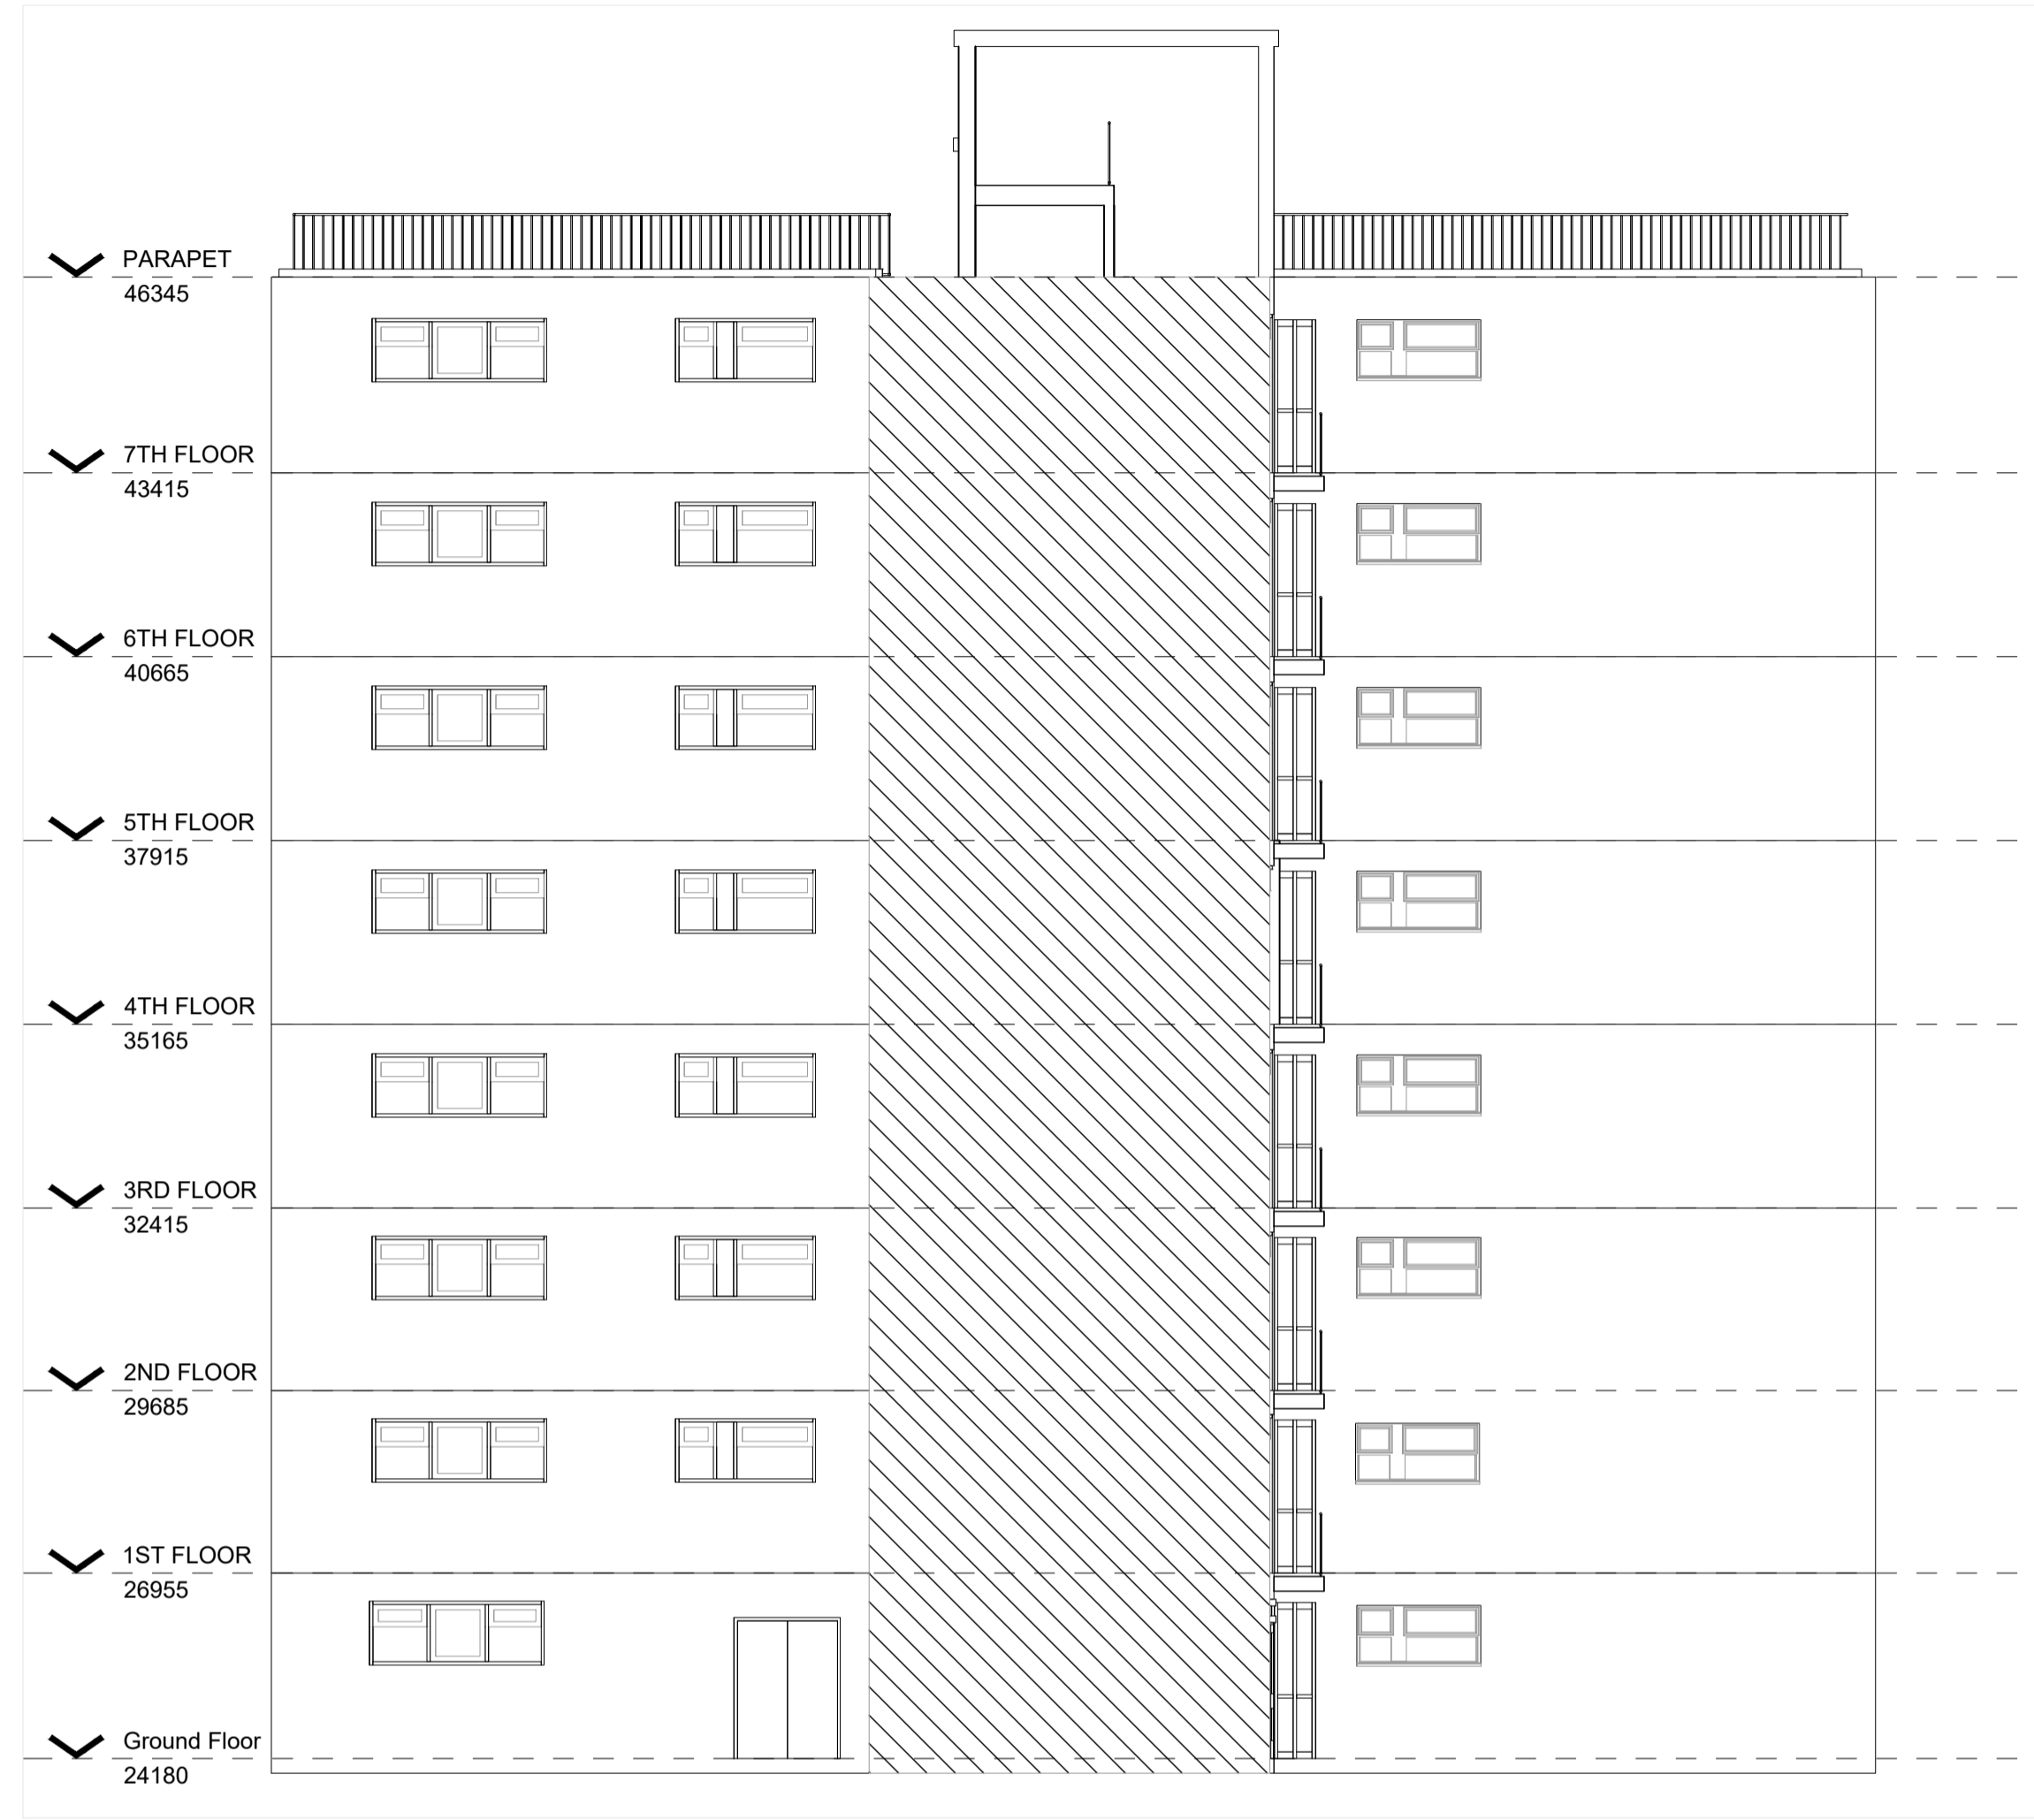 PARAPET
46345
7TH FLOOR
43415
6TH FLOOR
40665
5TH FLOOR
37915
4TH FLOOR
35165
3RD FLOOR
32415
2ND FLOOR
29685
1ST FLOOR
26955
Ground Floor
24180